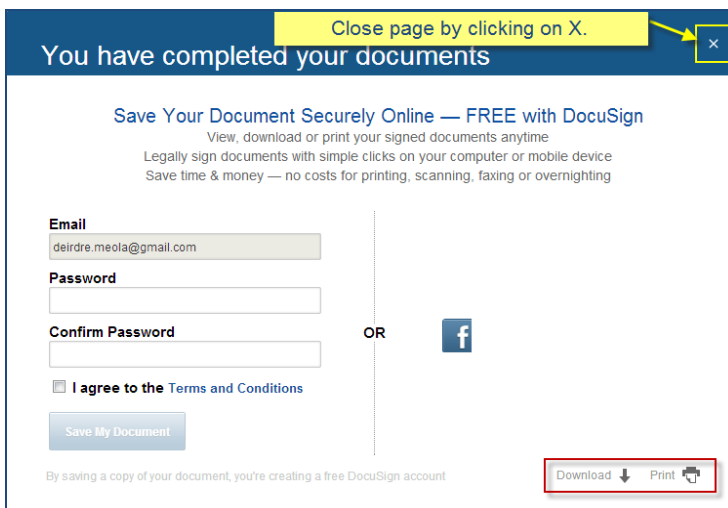 Close page by clicking on X.
×
You have completed your documents
Save Your Document Securely Online — FREE with DocuSign
View, download or print your signed documents anytime
Legally sign documents with simple clicks on your computer or mobile device
Save time & money — no costs for printing, scanning, faxing or overnighting
Email
deirdre.meola@gmail.com
Password
Confirm Password
OR
f
I agree to the Terms and Conditions
Save My Document
By saving a copy of your document, you're creating a free DocuSign account
Download
Print